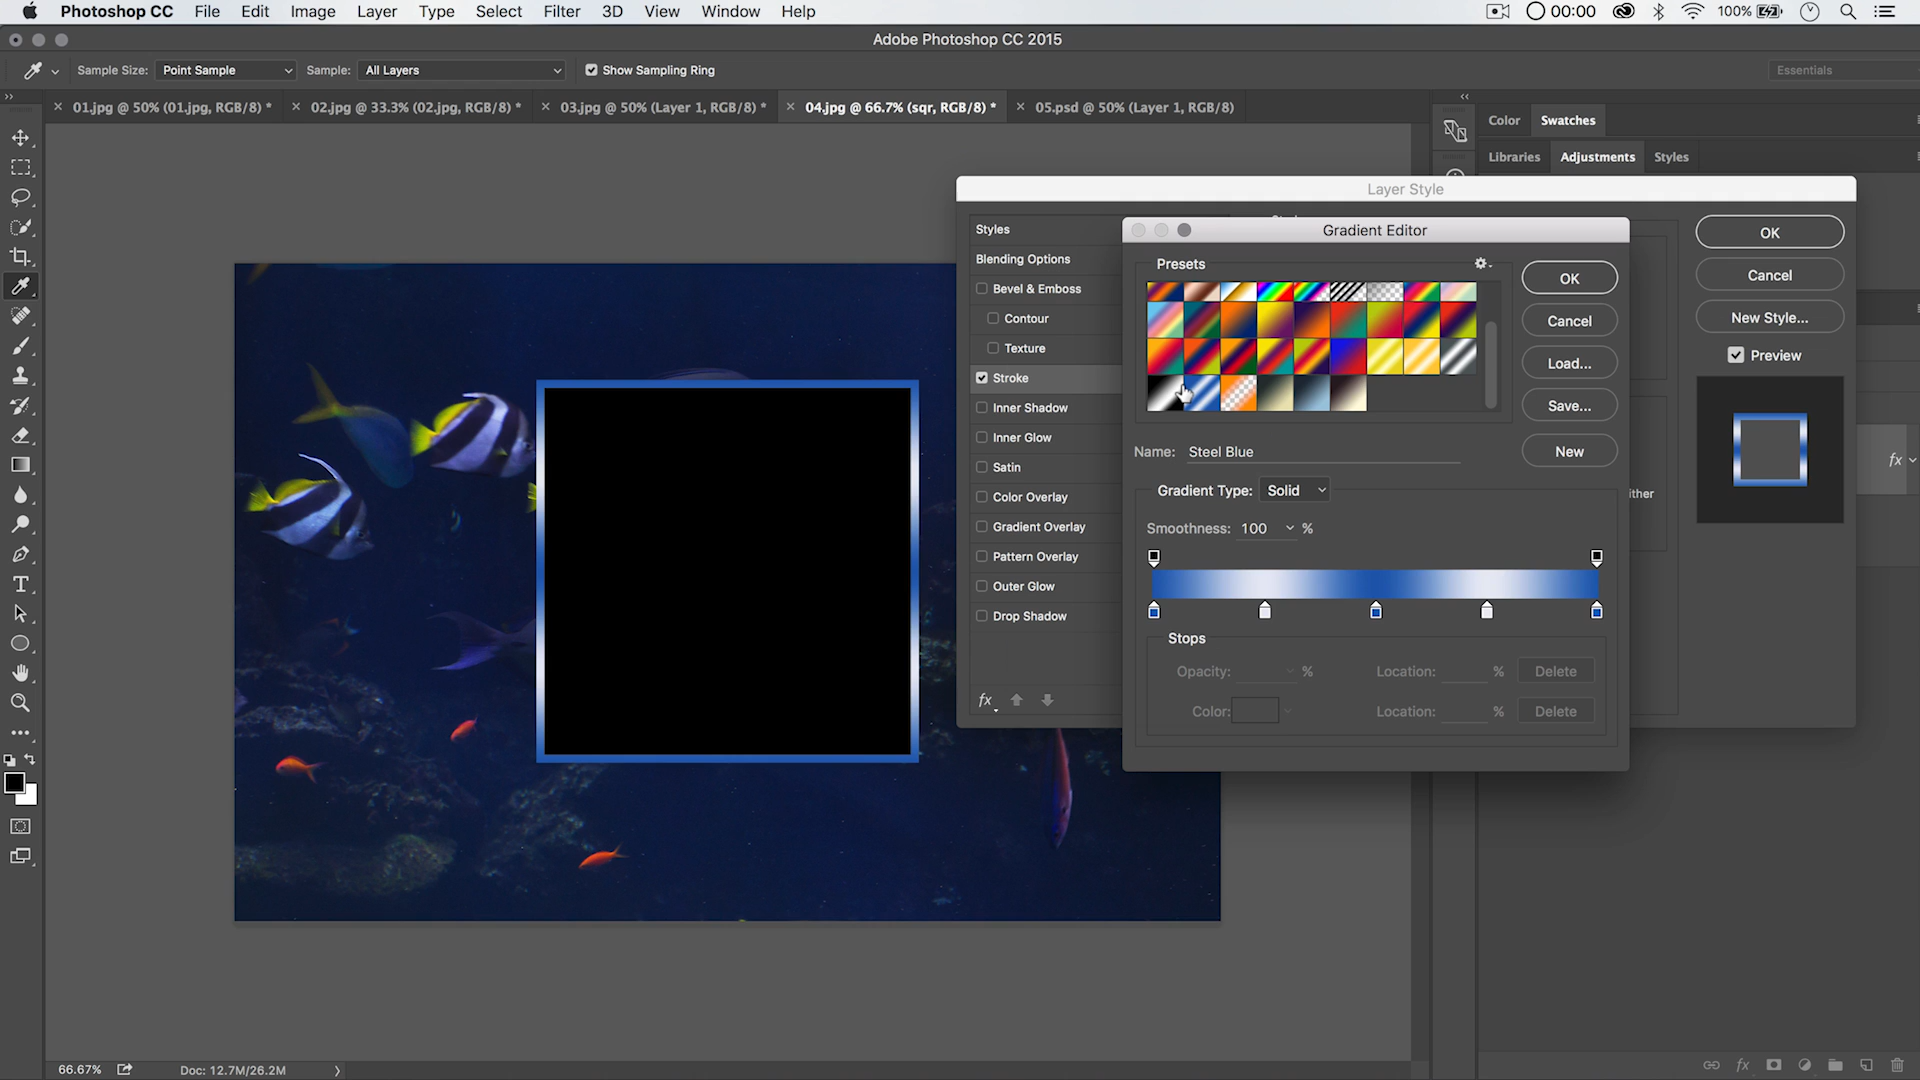 Photoshop CC File Edit Image Layer Type Select Filter 3D View Window Help 00:00 100%
Adobe Photoshop CC 2015
Sample Size: Point Sample Sample: All Layers Show Sampling Ring Essentials
01.jpg @ 50% (01.jpg, RGB/8) * 02.jpg @ 33.3% (02.jpg, RGB/8) * 03.jpg @ 50% (Layer 1, RGB/8) * 04.jpg @ 66.7% (sqr, RGB/8) * 05.psd @ 50% (Layer 1, RGB/8)
Color Swatches
Libraries Adjustments Styles
Layer Style
Styles
Blending Options
Bevel & Emboss
Contour
Texture
Stroke
Inner Shadow
Inner Glow
Satin
Color Overlay
Gradient Overlay
Pattern Overlay
Outer Glow
Drop Shadow
fx
Gradient Editor
Presets
OK
Cancel
Load...
Save...
New
Name: Steel Blue
Gradient Type: Solid
Smoothness: 100 %
Stops
Opacity: % Location: % Delete
Color: Location: % Delete
ither
OK
Cancel
New Style...
Preview
fx
66.67% Doc: 12.7M/26.2M
fx